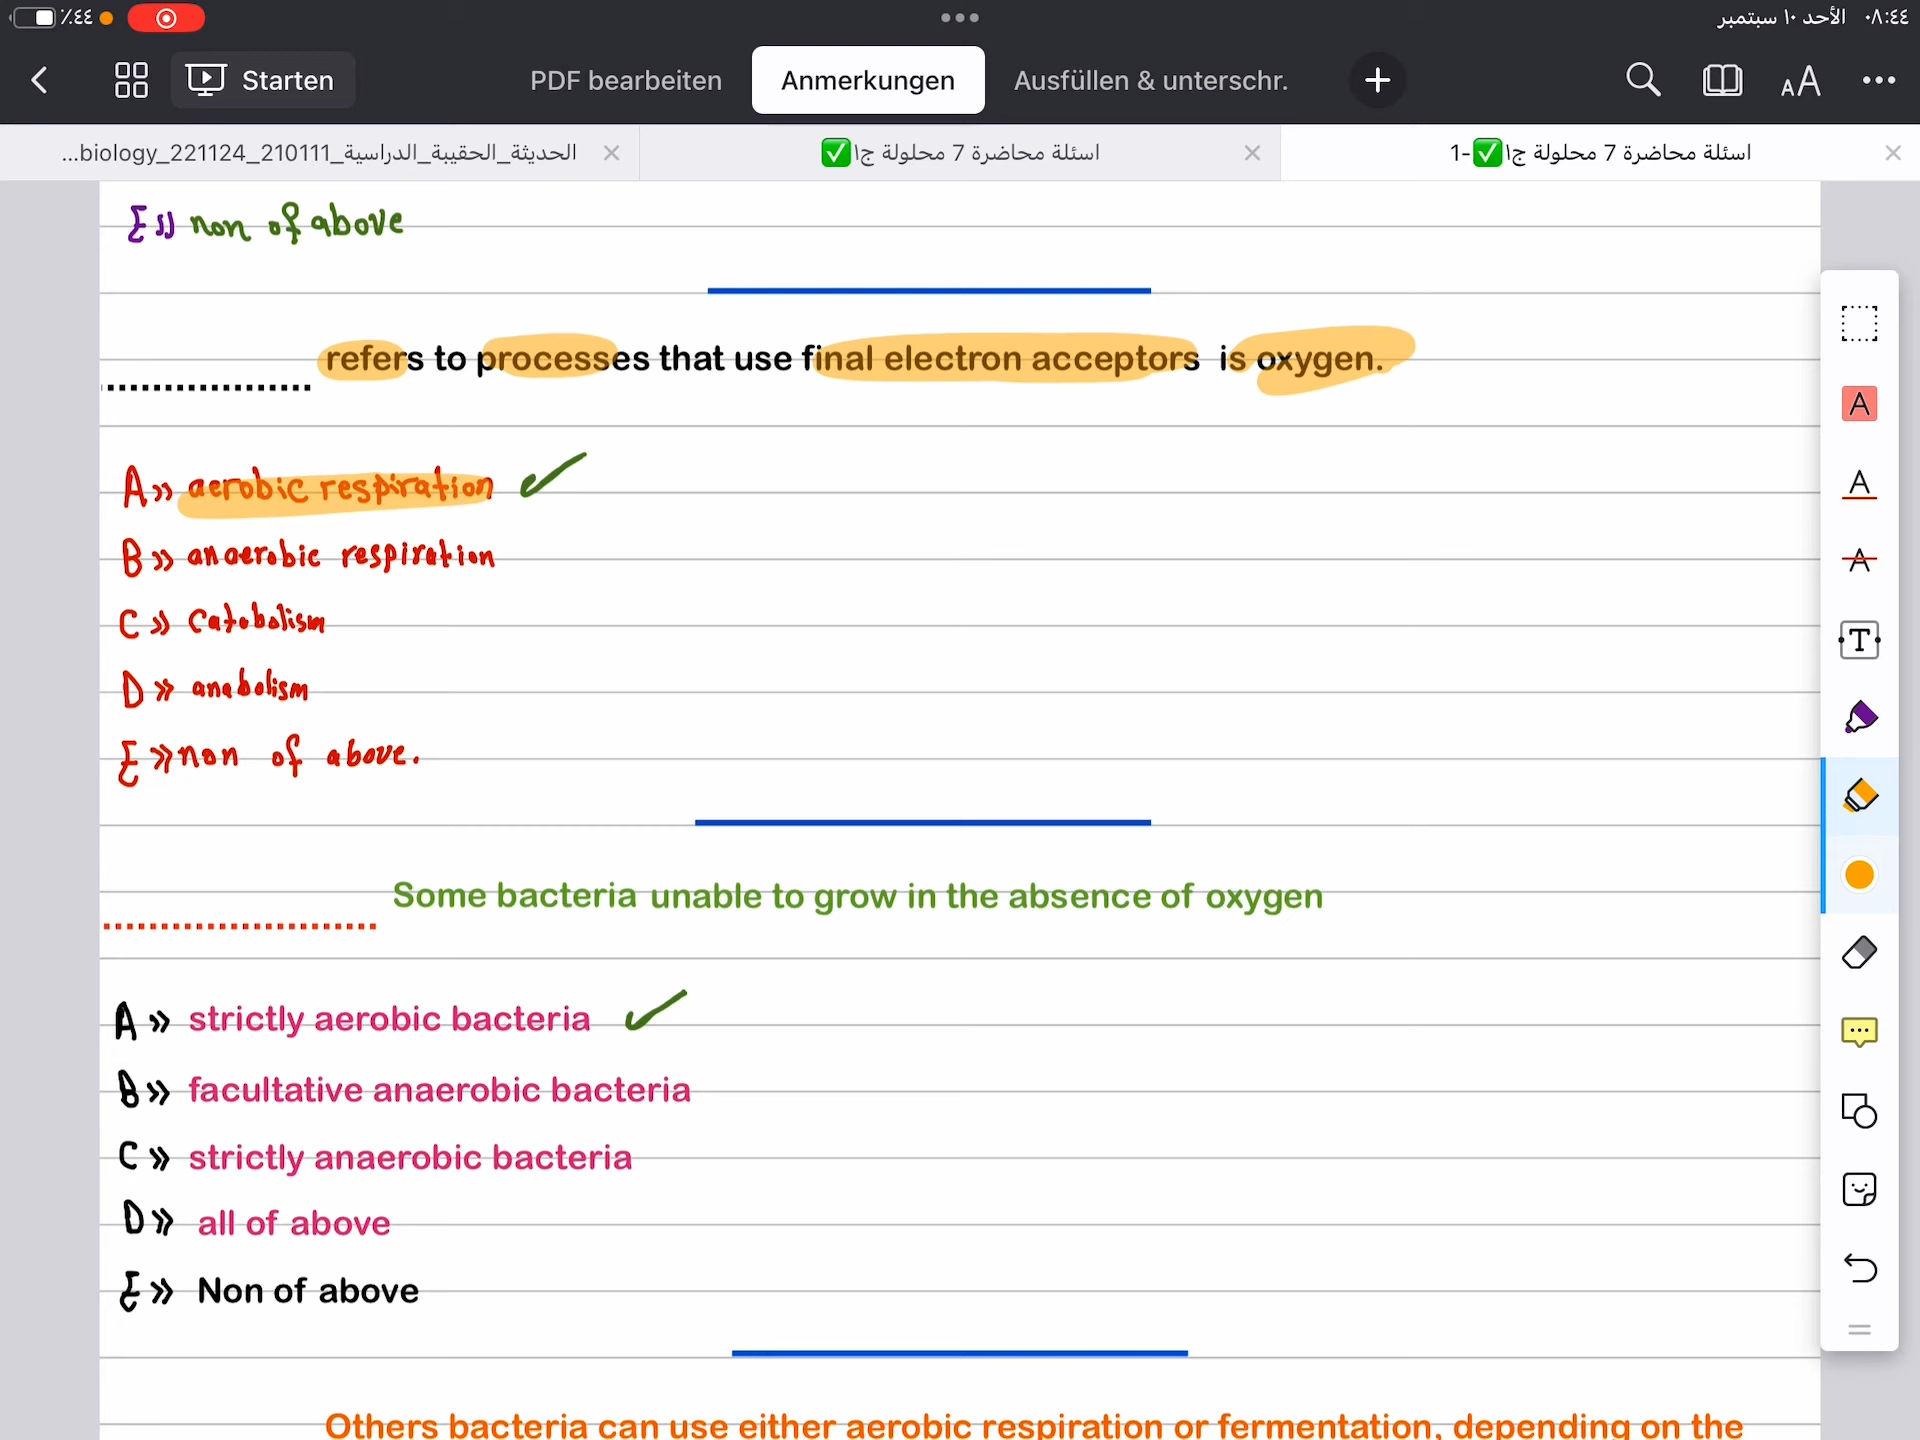 ٪٤٤
٠٨:٤٤ الأحد ١٠ سبتمبر
Starten
PDF bearbeiten
Anmerkungen
Ausfüllen & unterschr.
...biology_221124_210111_الحديثة_الحقيبة_الدراسية
اسئلة محاضرة 7 محلولة ج١✅
اسئلة محاضرة 7 محلولة ج١✅-1
E» non of above
.................. refers to processes that use final electron acceptors is oxygen.
A» aerobic respiration ✓
B» anaerobic respiration
C» Catabolism
D» anabolism
E» non of above.
........................ Some bacteria unable to grow in the absence of oxygen
A» strictly aerobic bacteria ✓
B» facultative anaerobic bacteria
C» strictly anaerobic bacteria
D» all of above
E» Non of above
Others bacteria can use either aerobic respiration or fermentation, depending on the